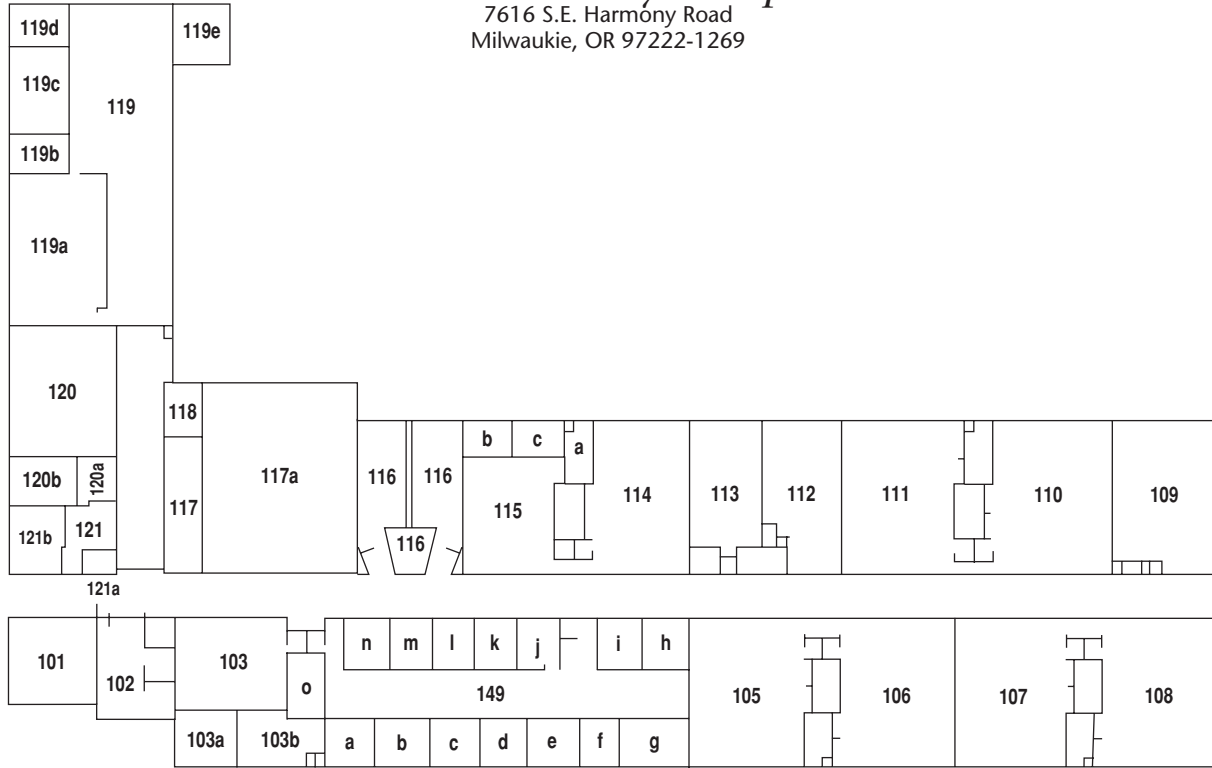 7616 S.E. Harmony Road
Milwaukie, OR 97222-1269
119d
119e
119c
119
119b
119a
120
118
117a
116
116
b
c
a
120b
120a
117
115
114
113
112
111
110
109
121b
121
116
121a
101
102
103
n
m
l
k
j
i
h
o
149
105
106
107
108
103a
103b
a
b
c
d
e
f
g